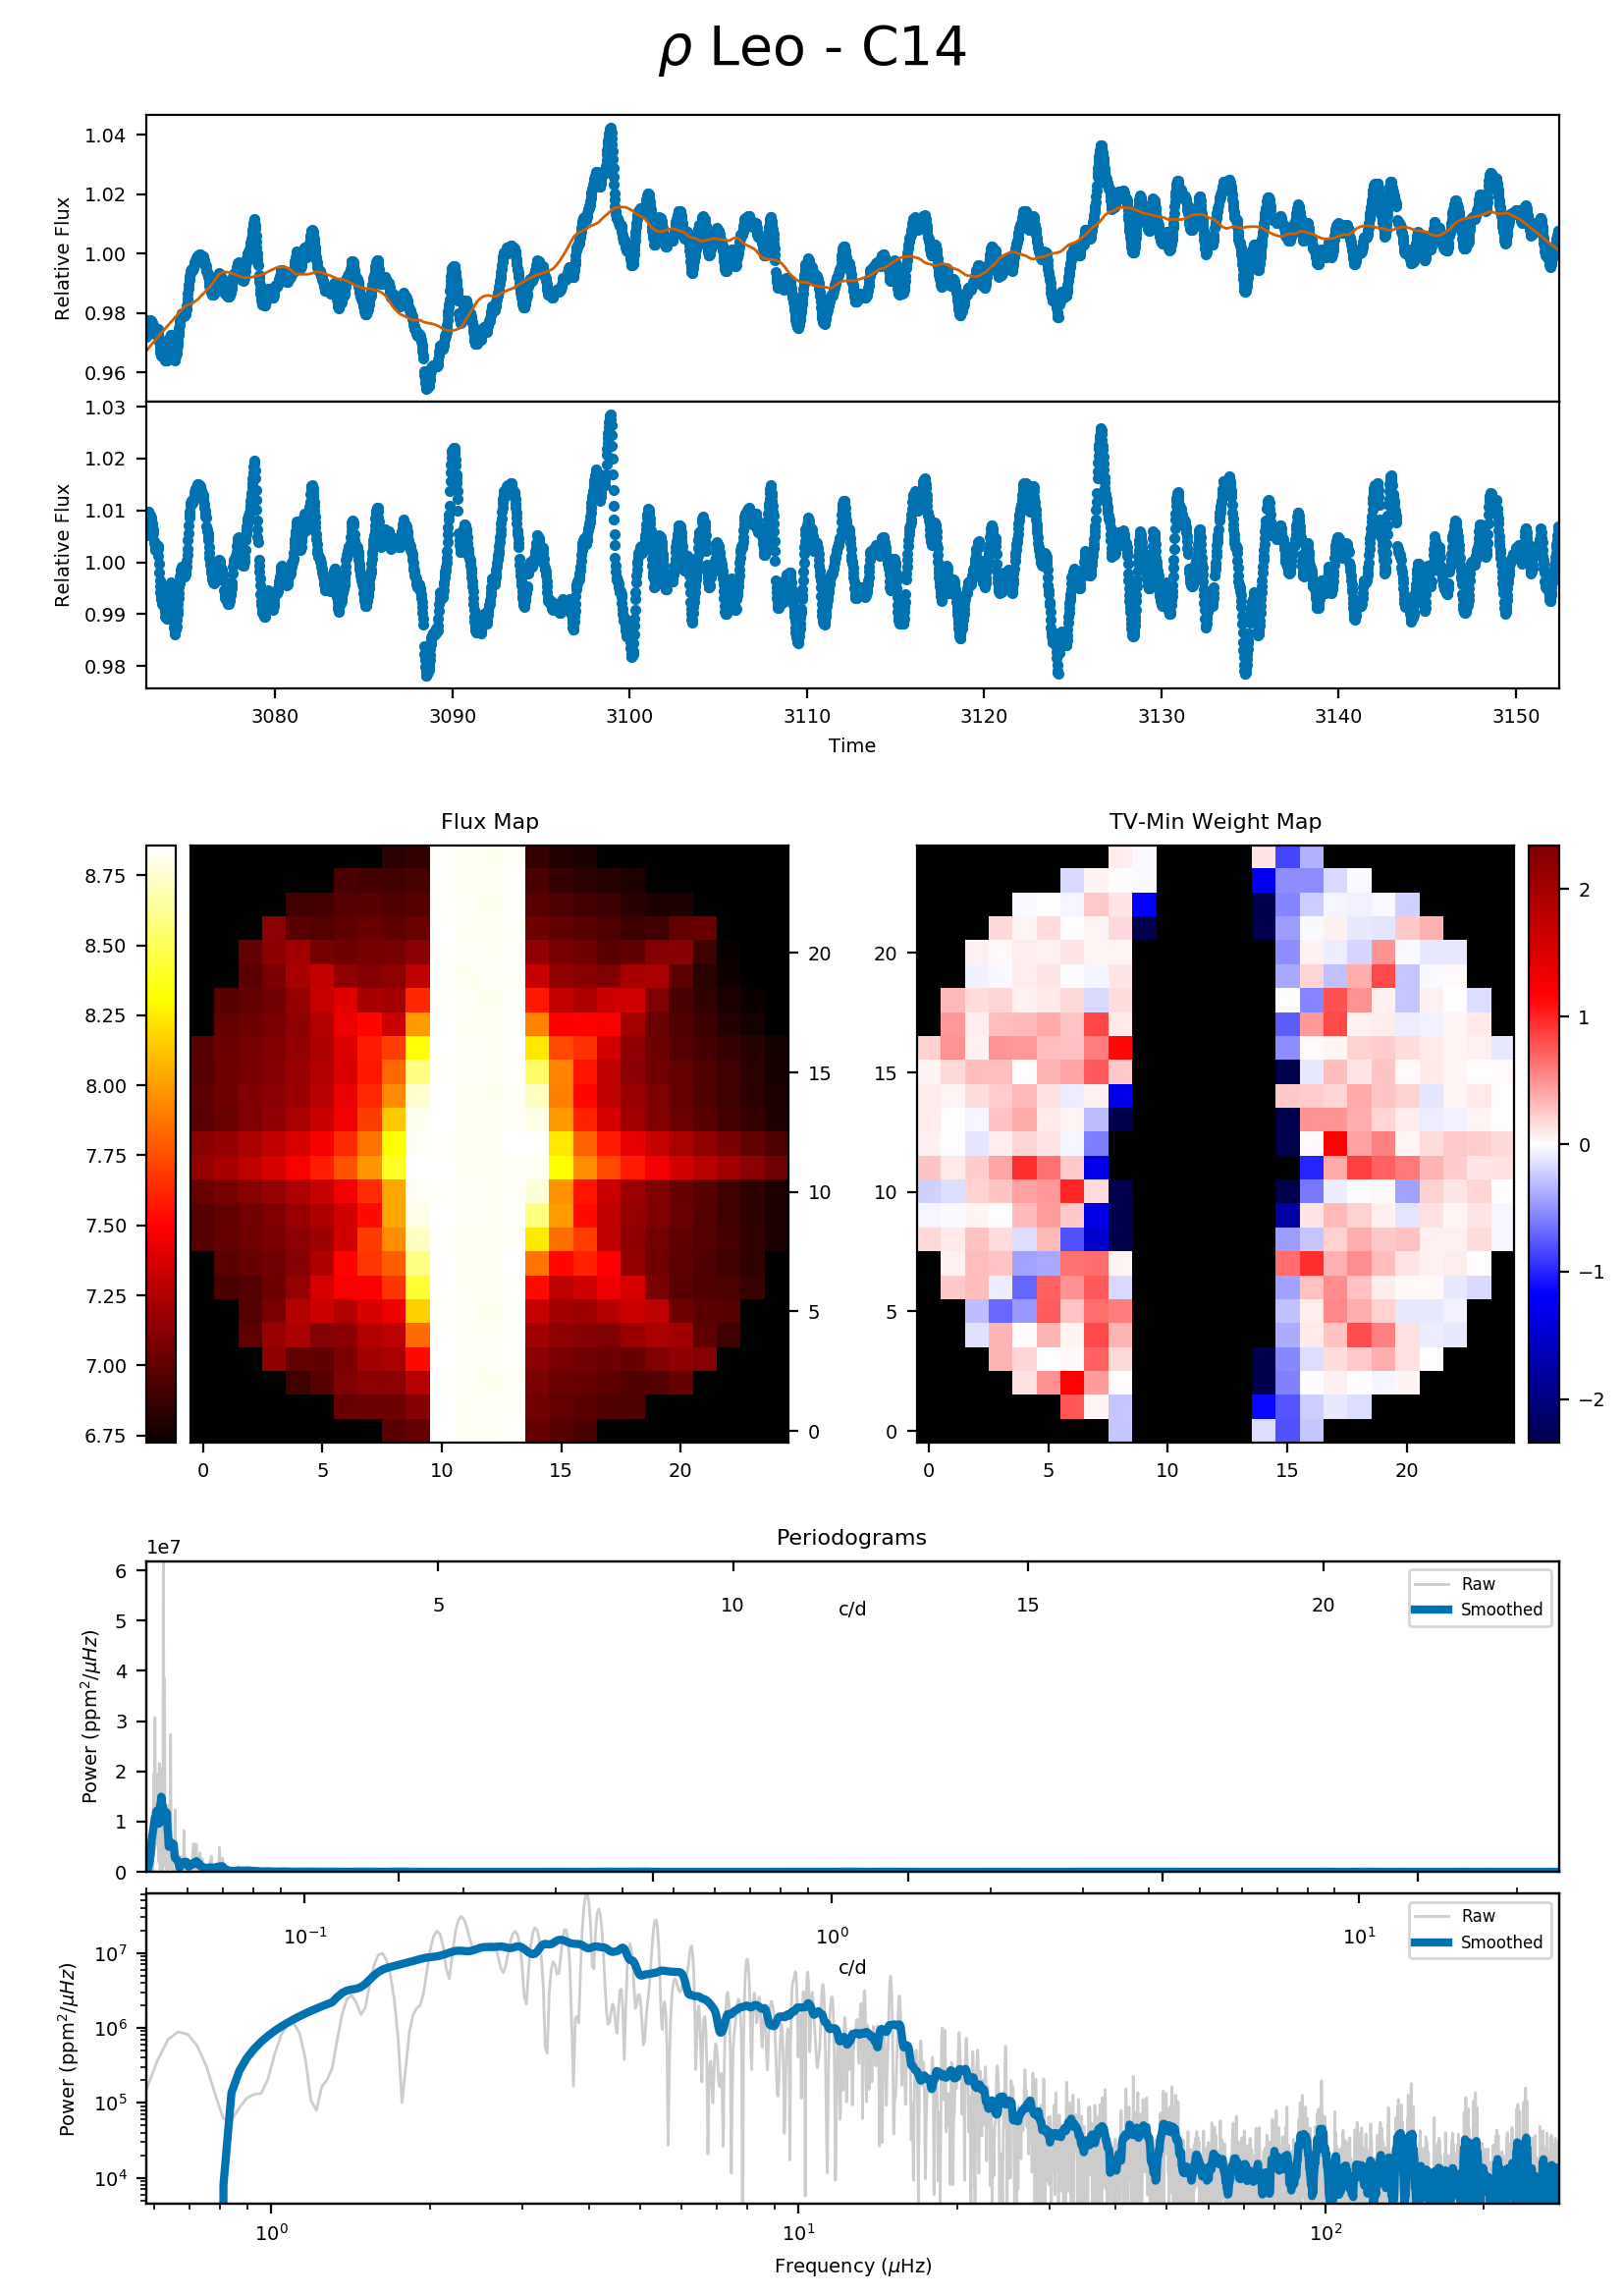 ρ Leo - C14
1.04
1.02
1.00
0.98
0.96
Relative Flux
1.03
1.02
1.01
1.00
0.99
0.98
Relative Flux
3080 3090 3100 3110 3120 3130 3140 3150
Time
Flux Map
8.75
8.50
8.25
8.00
7.75
7.50
7.25
7.00
6.75
20
15
10
5
0
0 5 10 15 20
TV-Min Weight Map
20
15
10
5
0
0 5 10 15 20
2
1
0
−1
−2
Periodograms
1e7
6
5
4
3
2
1
0
Power (ppm²/μHz)
5 10 15 20
c/d
Raw
Smoothed
10⁷
10⁶
10⁵
10⁴
Power (ppm²/μHz)
10⁻¹ 10⁰ 10¹
c/d
Raw
Smoothed
10⁰ 10¹ 10²
Frequency (μHz)